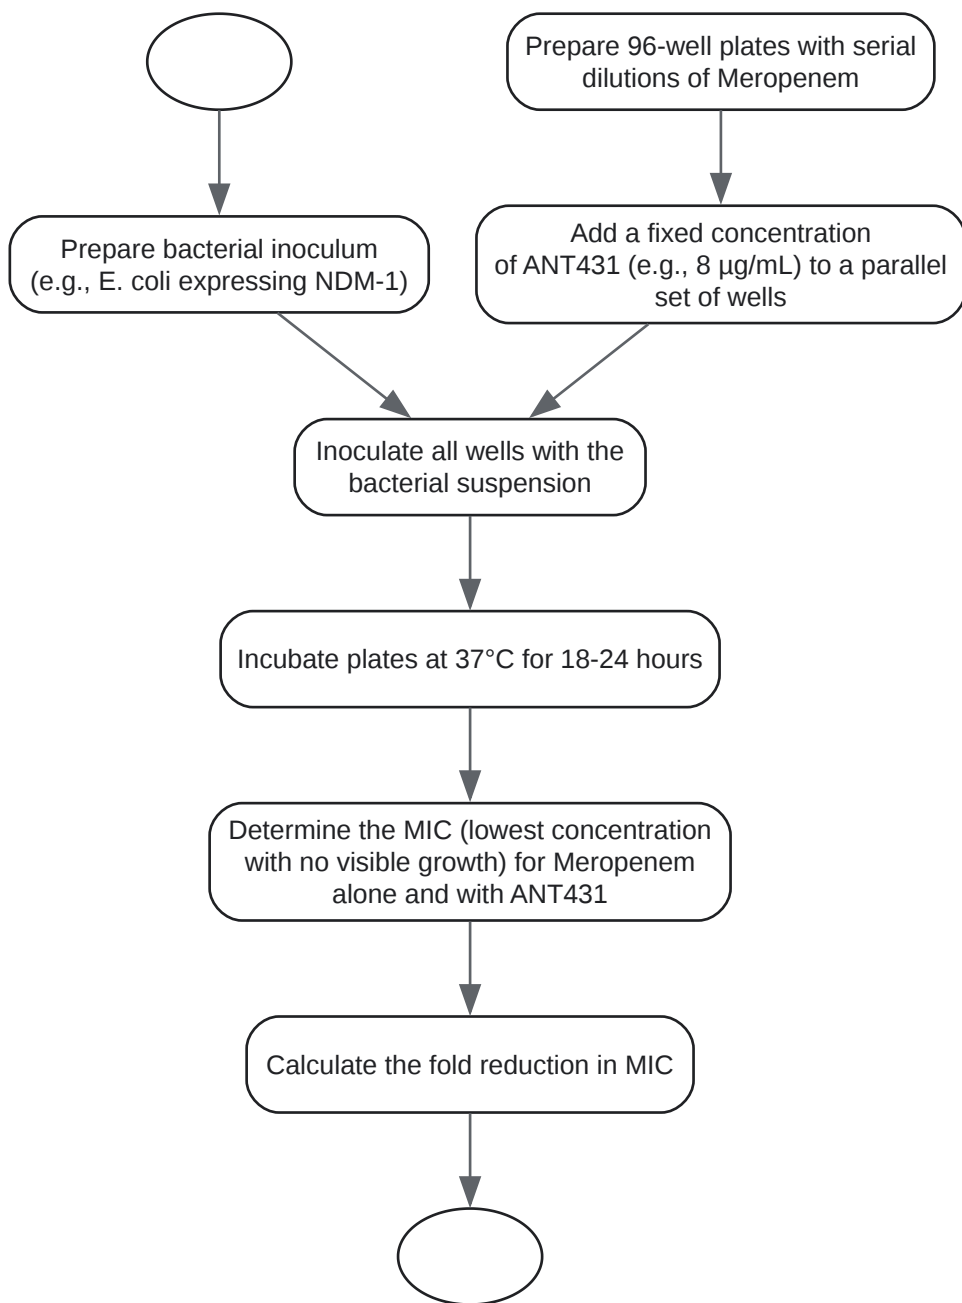 Prepare 96-well plates with serial
dilutions of Meropenem
Prepare bacterial inoculum
(e.g., E. coli expressing NDM-1)
Add a fixed concentration
of ANT431 (e.g., 8 µg/mL) to a parallel
set of wells
Inoculate all wells with the
bacterial suspension
Incubate plates at 37°C for 18-24 hours
Determine the MIC (lowest concentration
with no visible growth) for Meropenem
alone and with ANT431
Calculate the fold reduction in MIC